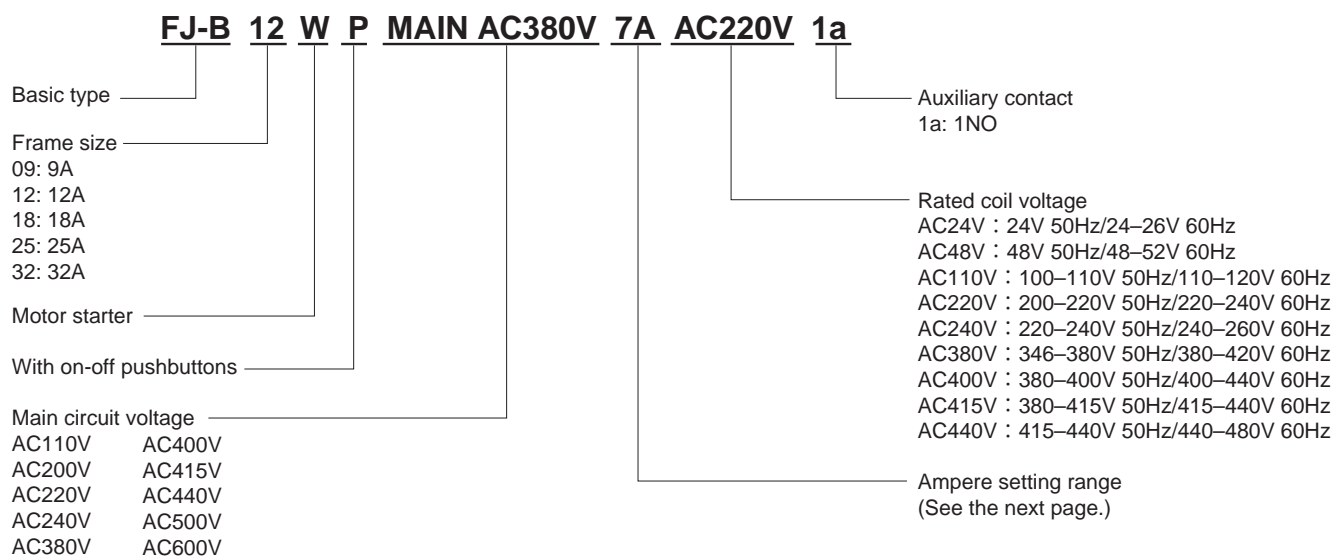 FJ-B 12 W P MAIN AC380V 7A AC220V 1a
Basic type
Frame size
09: 9A
12: 12A
18: 18A
25: 25A
32: 32A
Motor starter
With on-off pushbuttons
Main circuit voltage
AC110V AC400V
AC200V AC415V
AC220V AC440V
AC240V AC500V
AC380V AC600V
Auxiliary contact
1a: 1NO
Rated coil voltage
AC24V：24V 50Hz/24–26V 60Hz
AC48V：48V 50Hz/48–52V 60Hz
AC110V：100–110V 50Hz/110–120V 60Hz
AC220V：200–220V 50Hz/220–240V 60Hz
AC240V：220–240V 50Hz/240–260V 60Hz
AC380V：346–380V 50Hz/380–420V 60Hz
AC400V：380–400V 50Hz/400–440V 60Hz
AC415V：380–415V 50Hz/415–440V 60Hz
AC440V：415–440V 50Hz/440–480V 60Hz
Ampere setting range
(See the next page.)